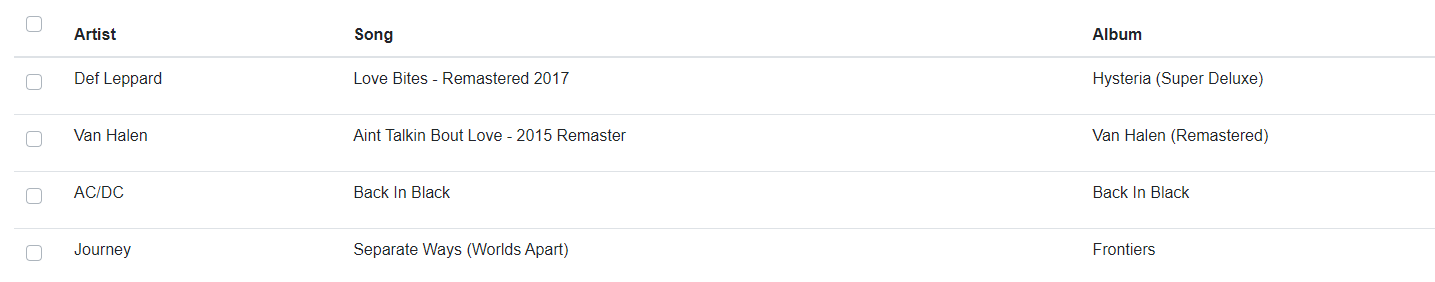 Artist Song Album
Def Leppard Love Bites - Remastered 2017 Hysteria (Super Deluxe)
Van Halen Aint Talkin Bout Love - 2015 Remaster Van Halen (Remastered)
AC/DC Back In Black Back In Black
Journey Separate Ways (Worlds Apart) Frontiers